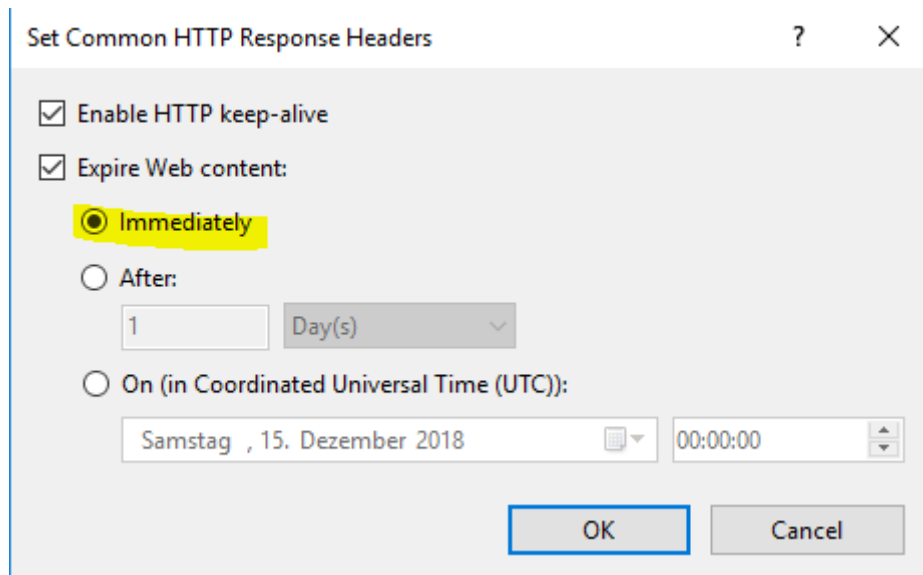 Set Common HTTP Response Headers ?
Enable HTTP keep-alive
Expire Web content:
Immediately
After:
1 Day(s)
On (in Coordinated Universal Time (UTC)):
Samstag , 15. Dezember 2018 00:00:00
OK Cancel